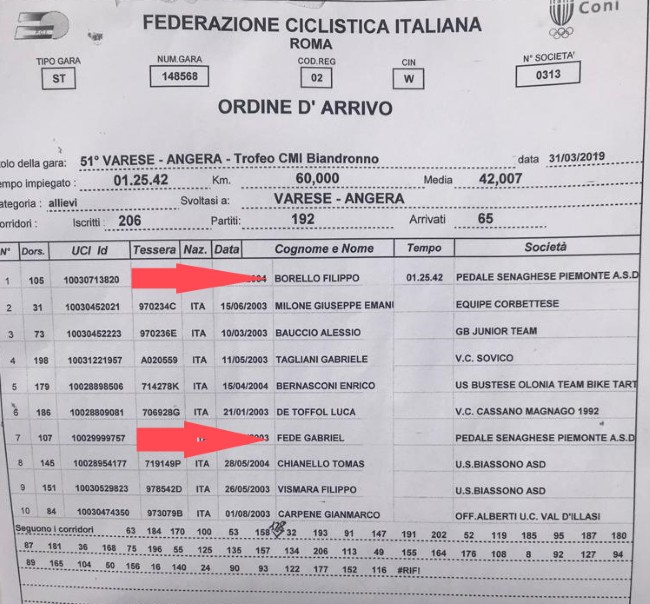 FEDERAZIONE CICLISTICA ITALIANA
Coni
ROMA
TIPO GARA NUM.GARA COD.REG CIN N° SOCIETA'
ST 148568 02 W 0313
ORDINE D' ARRIVO
tolo della gara: 51° VARESE - ANGERA - Trofeo CMI Biandronno data 31/03/2019
empo impiegato : 01.25.42 Km. 60,000 Media 42,007
ategoria : allievi Svoltasi a: VARESE - ANGERA
orridori : Iscritti : 206 Partiti: 192 Arrivati 65
N° Dors. UCI Id Tessera Naz. Data Cognome e Nome Tempo Società
1 105 10030713820 BORELLO FILIPPO 01.25.42 PEDALE SENAGHESE PIEMONTE A.S.D
2 31 10030452021 970234C ITA 15/06/2003 MILONE GIUSEPPE EMANI EQUIPE CORBETTESE
3 73 10030452223 970236E ITA 10/03/2003 BAUCCIO ALESSIO GB JUNIOR TEAM
4 198 10031221957 A020559 ITA 11/05/2003 TAGLIANI GABRIELE V.C. SOVICO
5 179 10028898506 714278K ITA 15/04/2004 BERNASCONI ENRICO US BUSTESE OLONIA TEAM BIKE TART
6 186 10028809081 706928G ITA 21/01/2003 DE TOFFOL LUCA V.C. CASSANO MAGNAGO 1992
7 107 10029999757 003 FEDE GABRIEL PEDALE SENAGHESE PIEMONTE A.S.D
8 145 10028954177 719149P ITA 28/05/2004 CHIANELLO TOMAS U.S.BIASSONO ASD
9 151 10030529823 978542D ITA 26/05/2003 VISMARA FILIPPO U.S.BIASSONO ASD
10 84 10030474350 973079B ITA 01/08/2003 CARPENE GIANMARCO OFF.ALBERTI U.C. VAL D'ILLASI
Seguono i corridori 63 184 170 100 53 158 32 193 91 147 191 202 52 119 185 95 187 180
87 181 36 168 75 196 55 125 135 157 134 206 113 49 155 164 176 108 8 92 127 94
89 165 104 50 156 16 140 24 90 93 122 177 152 116 #RIF!